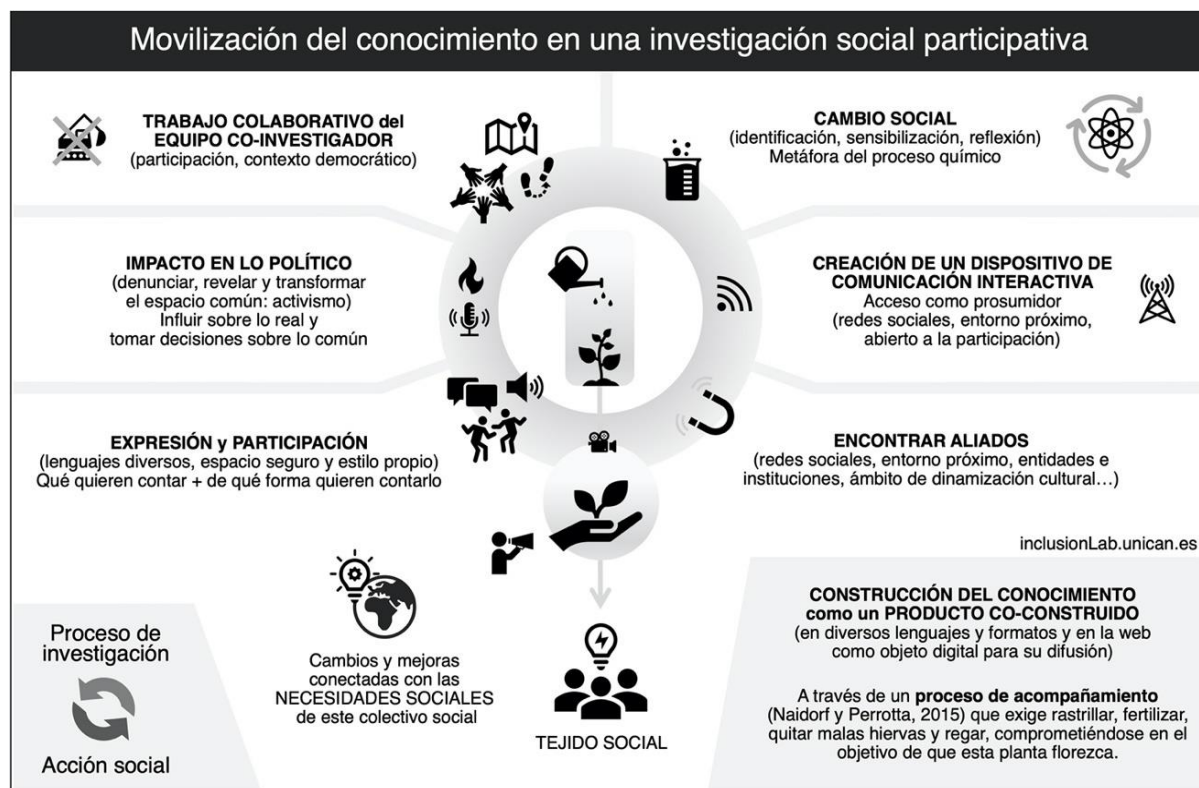 Movilización del conocimiento en una investigación social participativa
TRABAJO COLABORATIVO del
EQUIPO CO-INVESTIGADOR
(participación, contexto democrático)
CAMBIO SOCIAL
(identificación, sensibilización, reflexión)
Metáfora del proceso químico
IMPACTO EN LO POLÍTICO
(denunciar, revelar y transformar
el espacio común: activismo)
Influir sobre lo real y
tomar decisiones sobre lo común
CREACIÓN DE UN DISPOSITIVO DE
COMUNICACIÓN INTERACTIVA
Acceso como prosumidor
(redes sociales, entorno próximo,
abierto a la participación)
EXPRESIÓN y PARTICIPACIÓN
(lenguajes diversos, espacio seguro y estilo propio)
Qué quieren contar + de qué forma quieren contarlo
ENCONTRAR ALIADOS
(redes sociales, entorno próximo, entidades e
instituciones, ámbito de dinamización cultural…)
inclusionLab.unican.es
Proceso de
investigación
Acción social
Cambios y mejoras
conectadas con las
NECESIDADES SOCIALES
de este colectivo social
TEJIDO SOCIAL
CONSTRUCCIÓN DEL CONOCIMIENTO
como un PRODUCTO CO-CONSTRUIDO
(en diversos lenguajes y formatos y en la web
como objeto digital para su difusión)
A través de un proceso de acompañamiento
(Naidorf y Perrotta, 2015) que exige rastrillar, fertilizar,
quitar malas hiervas y regar, comprometiéndose en el
objetivo de que esta planta florezca.